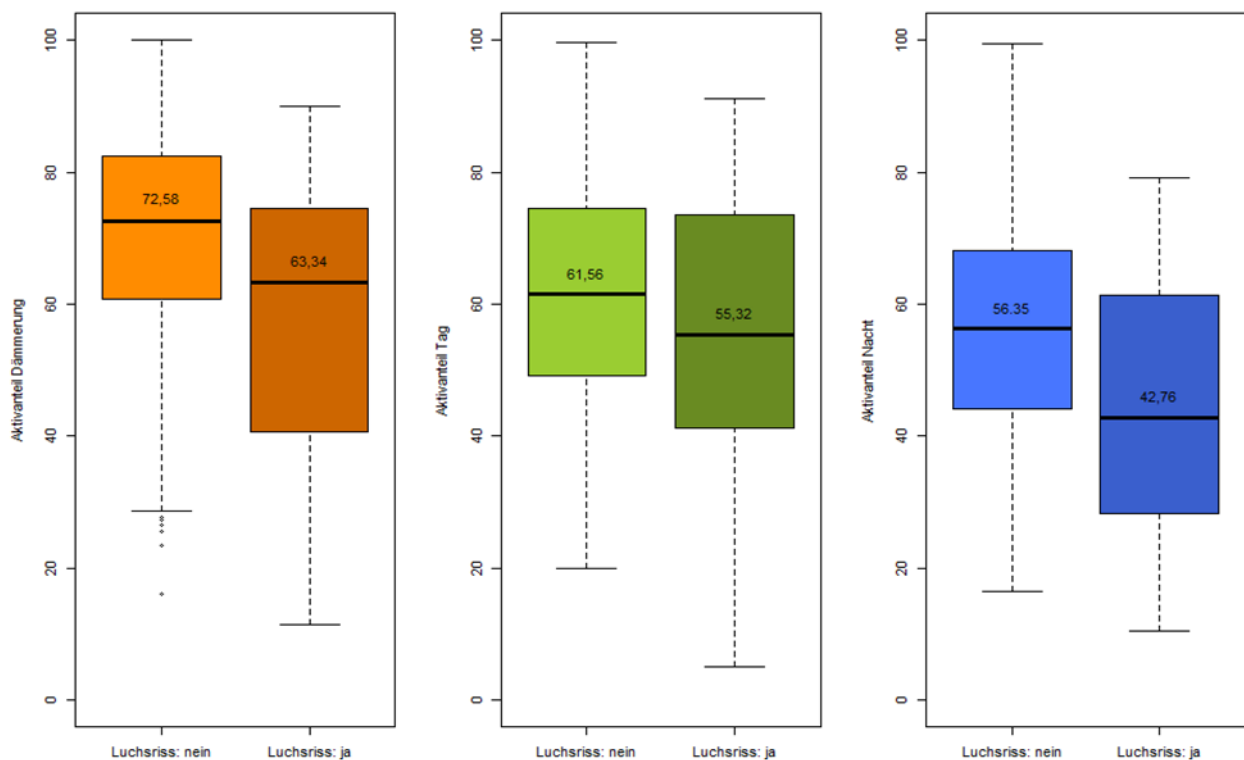 Aktivanteil Dämmerung
100
80
60
40
20
0
72,58
63,34
Luchsriss: nein
Luchsriss: ja
Aktivanteil Tag
100
80
60
40
20
0
61,56
55,32
Luchsriss: nein
Luchsriss: ja
Aktivanteil Nacht
100
80
60
40
20
0
56.35
42,76
Luchsriss: nein
Luchsriss: ja